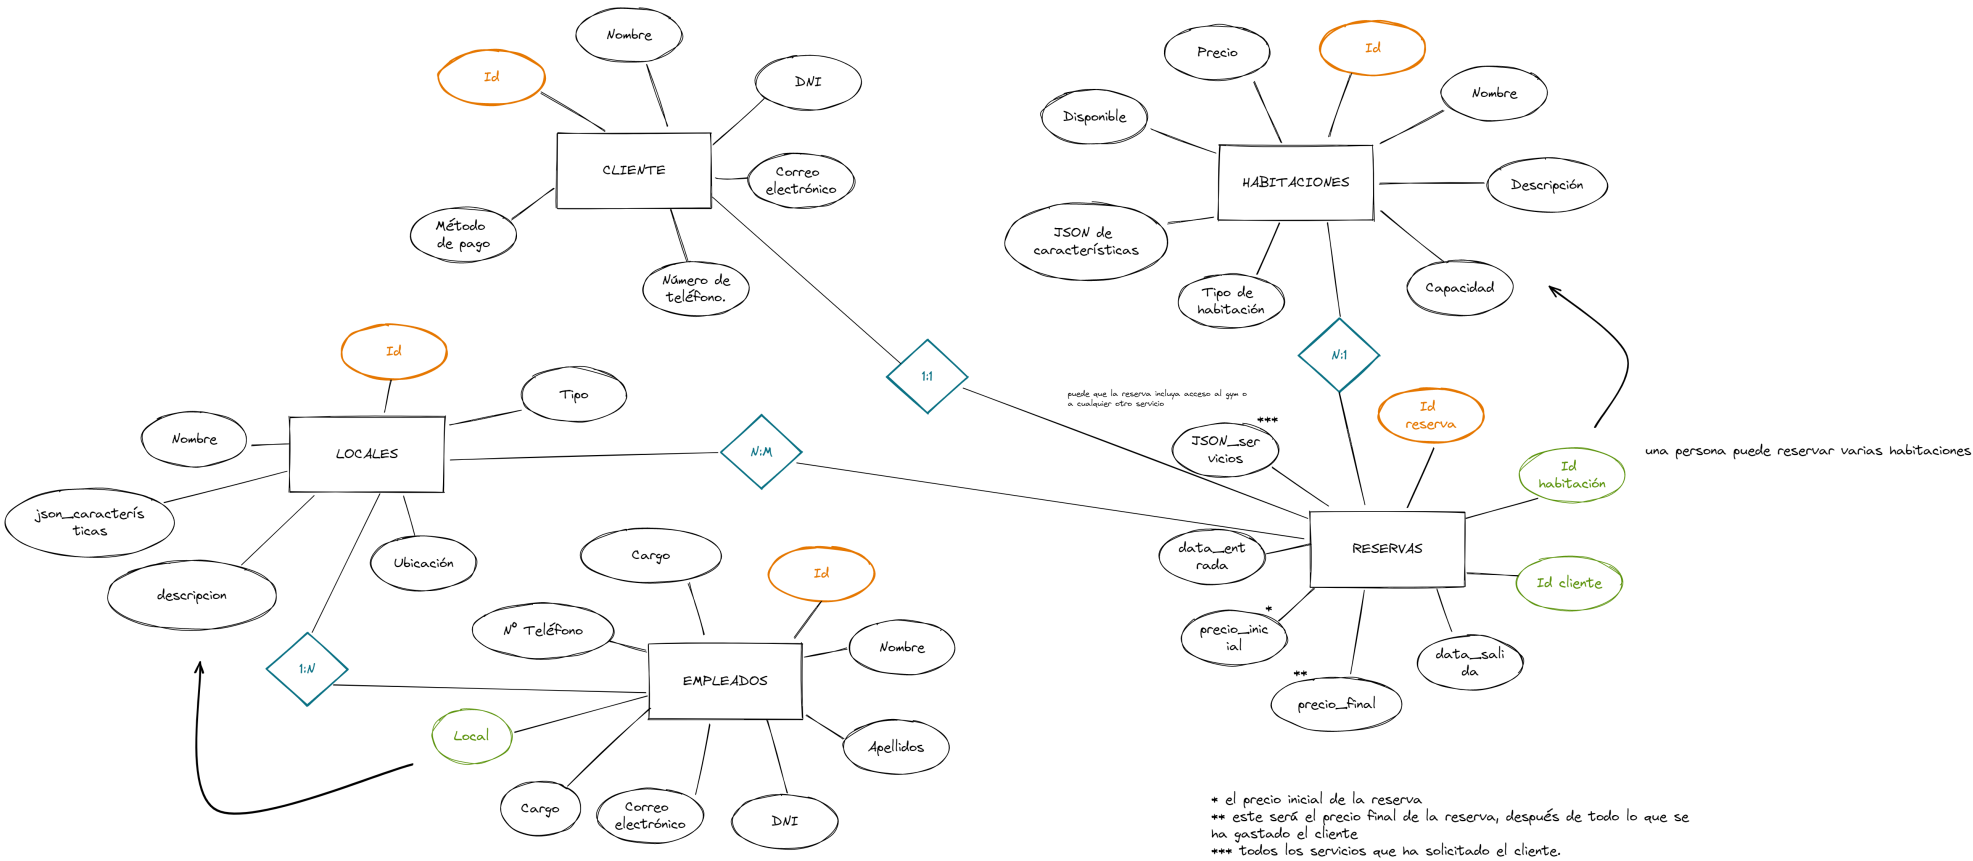 Nombre
Id
DNI
CLIENTE
Correo
electrónico
Método
de pago
Número de
teléfono.
Precio
Id
Nombre
Disponible
HABITACIONES
Descripción
JSON de
características
Tipo de
habitación
Capacidad
N:1
1:1
Id
Tipo
Nombre
LOCALES
json_caracterís
ticas
descripcion
Ubicación
N:M
1:N
puede que la reserva incluya acceso al gym o
a cualquier otro servicio
***
JSON_ser
vicios
Id
reserva
Id
habitación
una persona puede reservar varias habitaciones
RESERVAS
data_ent
rada
Id cliente
*
precio_inic
ial
data_sali
da
**
precio_final
Cargo
Id
Nº Teléfono
Nombre
EMPLEADOS
Local
Apellidos
Cargo
Correo
electrónico
DNI
* el precio inicial de la reserva
** este será el precio final de la reserva, después de todo lo que se
ha gastado el cliente
*** todos los servicios que ha solicitado el cliente.